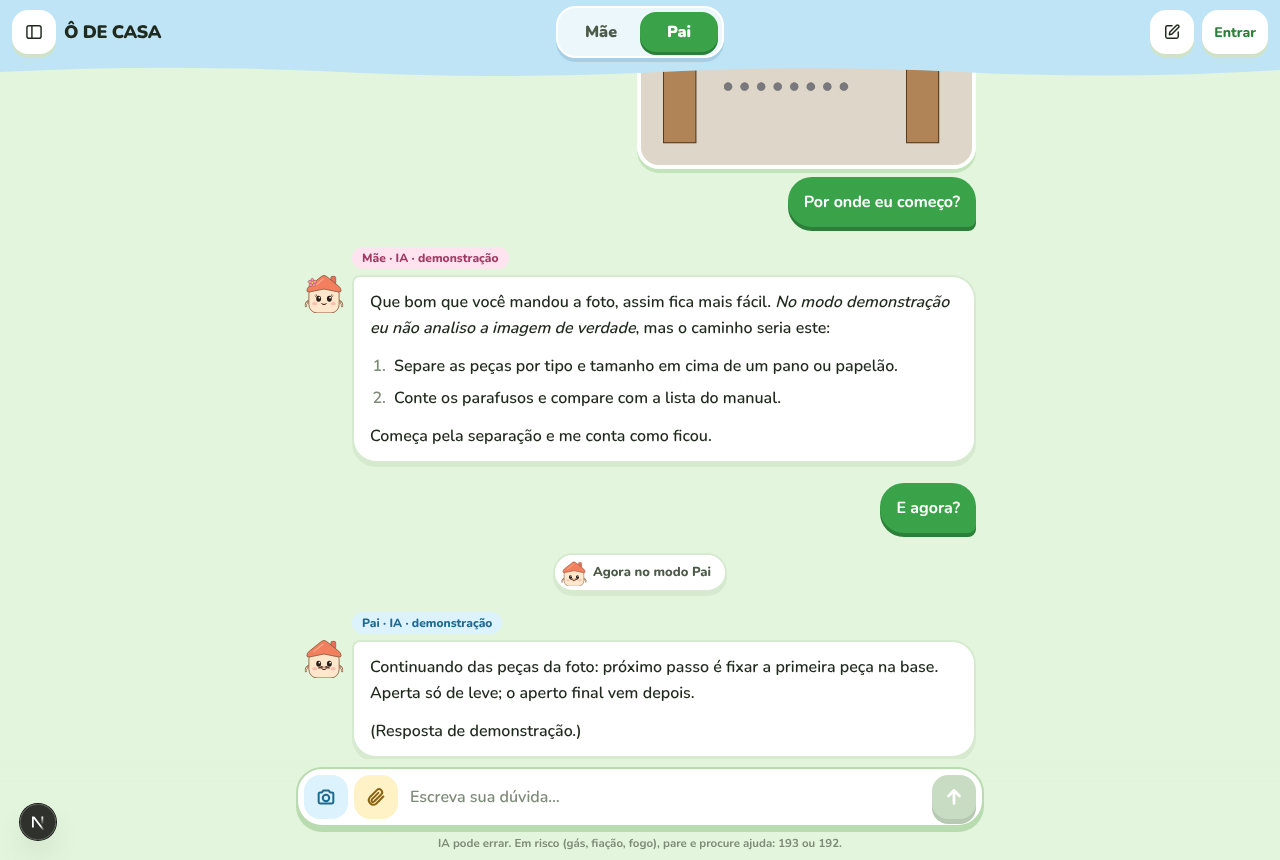 Ô DE CASA
Mãe
Pai
Entrar
Por onde eu começo?
Mãe · IA · demonstração
Que bom que você mandou a foto, assim fica mais fácil. No modo demonstração
eu não analiso a imagem de verdade, mas o caminho seria este:
1. Separe as peças por tipo e tamanho em cima de um pano ou papelão.
2. Conte os parafusos e compare com a lista do manual.
Começa pela separação e me conta como ficou.
E agora?
Agora no modo Pai
Pai · IA · demonstração
Continuando das peças da foto: próximo passo é fixar a primeira peça na base.
Aperta só de leve; o aperto final vem depois.
(Resposta de demonstração.)
Escreva sua dúvida...
N
IA pode errar. Em risco (gás, fiação, fogo), pare e procure ajuda: 193 ou 192.